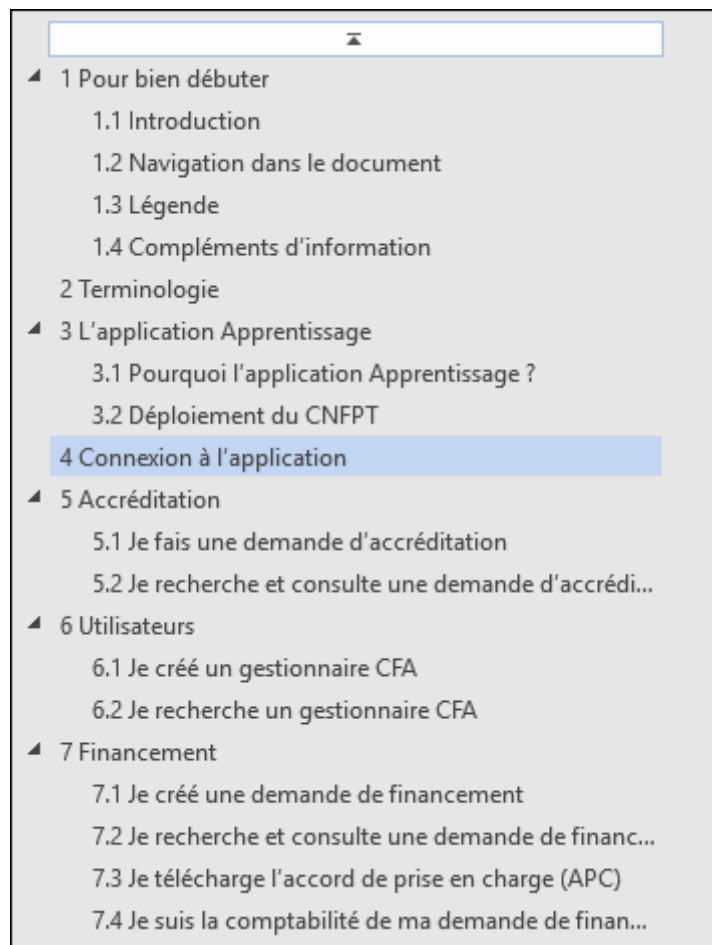 1 Pour bien débuter
1.1 Introduction
1.2 Navigation dans le document
1.3 Légende
1.4 Compléments d'information
2 Terminologie
3 L'application Apprentissage
3.1 Pourquoi l'application Apprentissage ?
3.2 Déploiement du CNFPT
4 Connexion à l'application
5 Accréditation
5.1 Je fais une demande d'accréditation
5.2 Je recherche et consulte une demande d'accrédi...
6 Utilisateurs
6.1 Je créé un gestionnaire CFA
6.2 Je recherche un gestionnaire CFA
7 Financement
7.1 Je créé une demande de financement
7.2 Je recherche et consulte une demande de financ...
7.3 Je télécharge l'accord de prise en charge (APC)
7.4 Je suis la comptabilité de ma demande de finan...